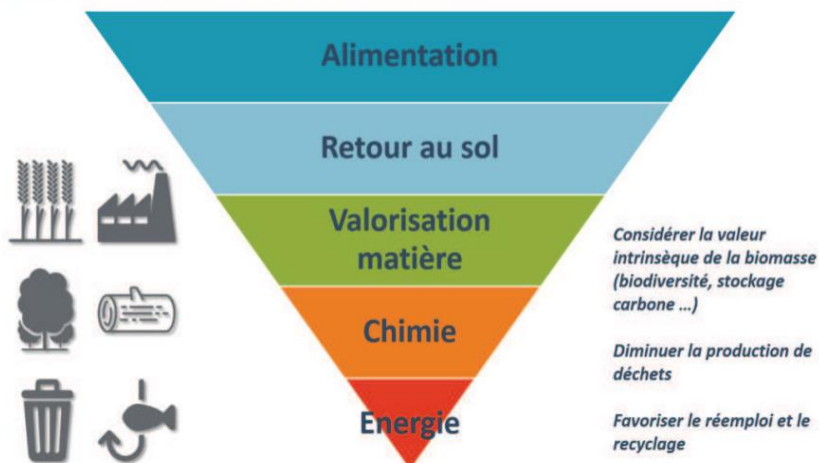 Alimentation
Retour au sol
Valorisation
matière
Chimie
Energie
Considérer la valeur
intrinsèque de la biomasse
(biodiversité, stockage
carbone ...)
Diminuer la production de
déchets
Favoriser le réemploi et le
recyclage